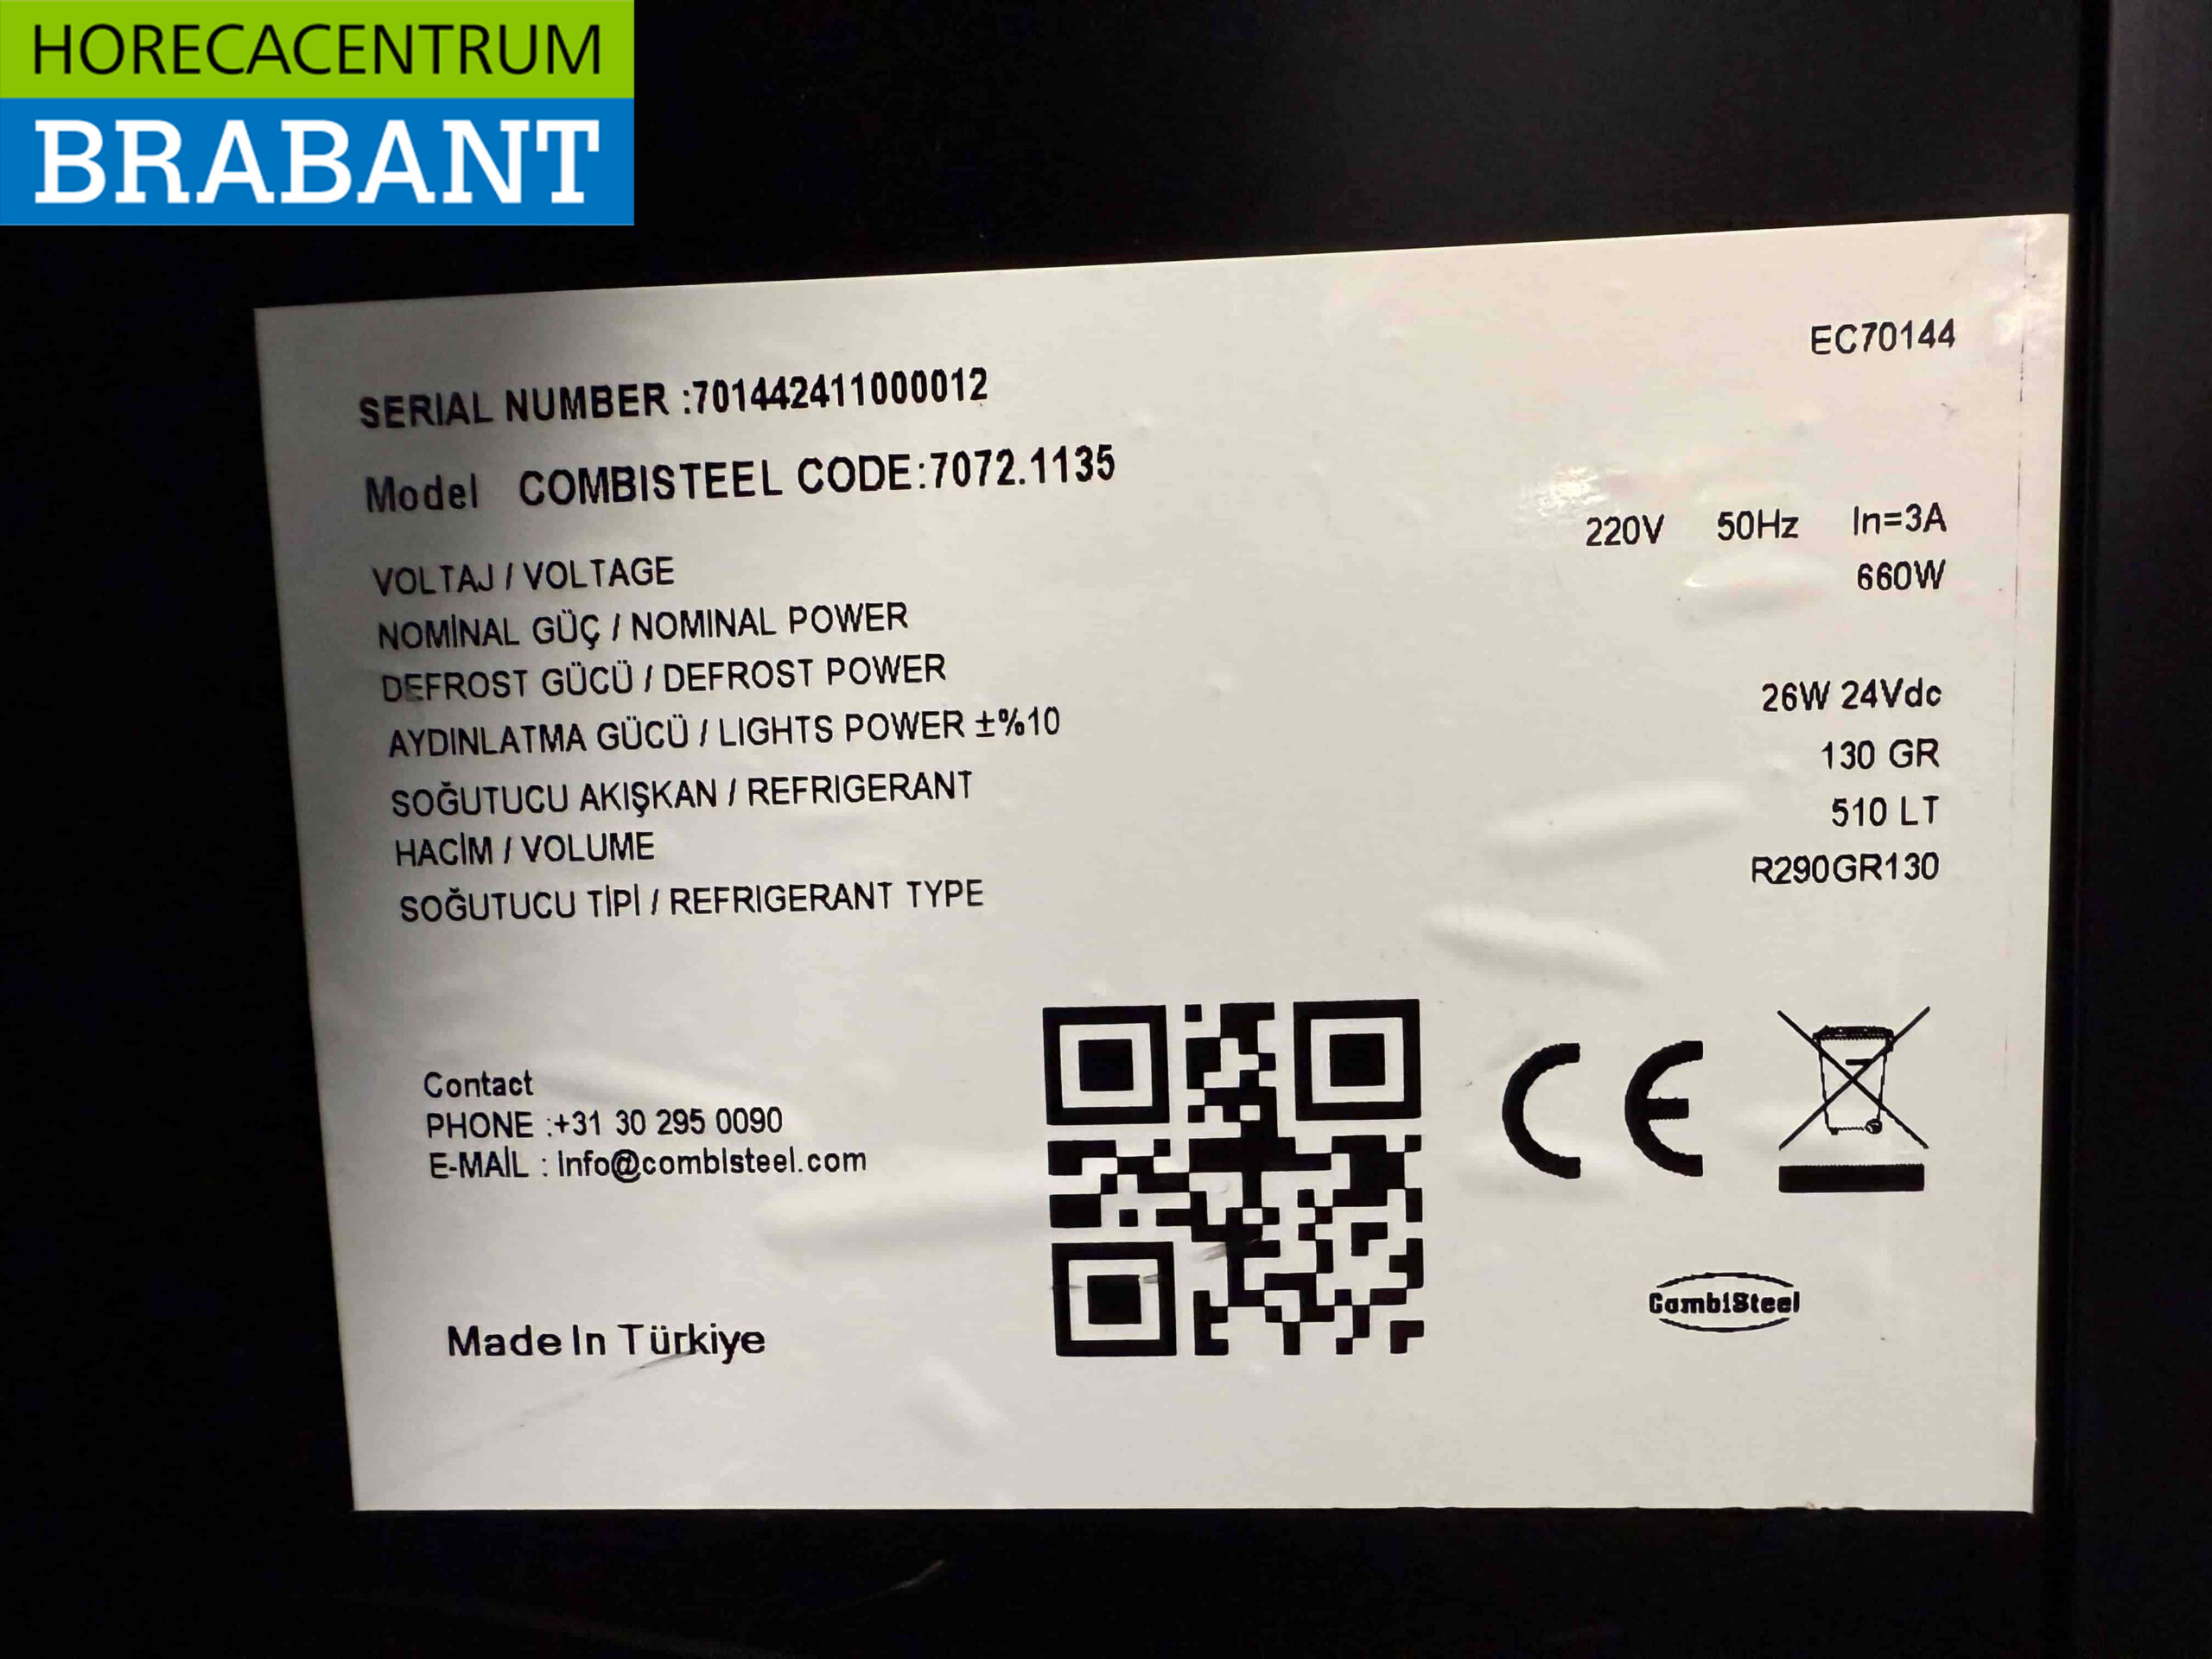 HORECACENTRUM
BRABANT
EC70144
SERIAL NUMBER :701442411000012
Model COMBISTEEL CODE:7072.1135
VOLTAJ / VOLTAGE 220V 50Hz In=3A
NOMİNAL GÜÇ / NOMINAL POWER 660W
DEFROST GÜCÜ / DEFROST POWER
AYDINLATMA GÜCÜ / LIGHTS POWER ±%10 26W 24Vdc
SOĞUTUCU AKIŞKAN / REFRIGERANT 130 GR
HACİM / VOLUME 510 LT
SOĞUTUCU TİPİ / REFRIGERANT TYPE R290GR130
Contact
PHONE :+31 30 295 0090
E-MAİL : Info@combIsteel.com
CE
CombiSteel
Made In Türkiye